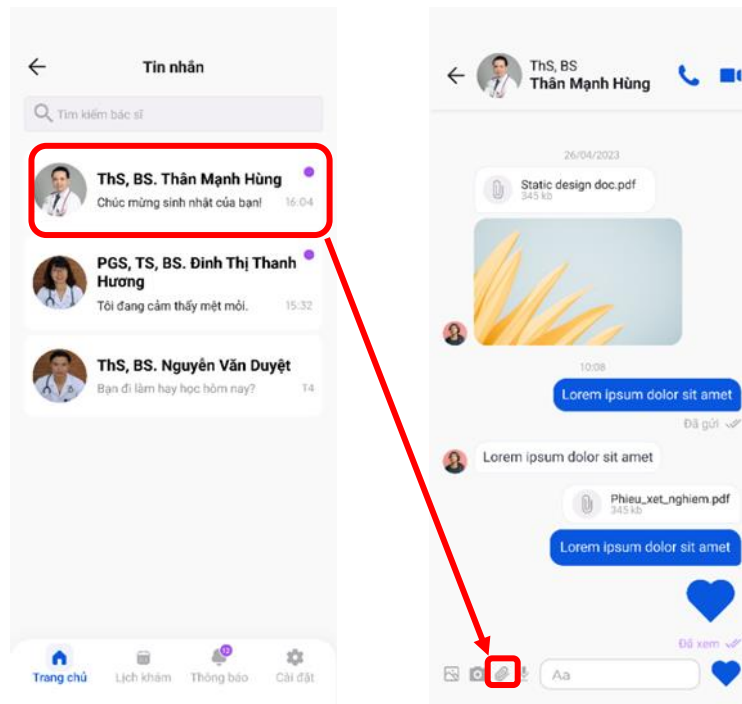 Tin nhắn
Tìm kiếm bác sĩ
ThS, BS. Thân Mạnh Hùng
Chúc mừng sinh nhật của bạn! 16:04
PGS, TS, BS. Đinh Thị Thanh
Hương
Tôi đang cảm thấy mệt mỏi. 15:32
ThS, BS. Nguyễn Văn Duyệt
Bạn đi làm hay học hôm nay? T4
12
Trang chủ Lịch khám Thông báo Cài đặt
ThS, BS
Thân Mạnh Hùng
26/04/2023
Static design doc.pdf
345 kb
10:08
Lorem ipsum dolor sit amet
Đã gửi
Lorem ipsum dolor sit amet
Phieu_xet_nghiem.pdf
345 kb
Lorem ipsum dolor sit amet
Đã xem
Aa